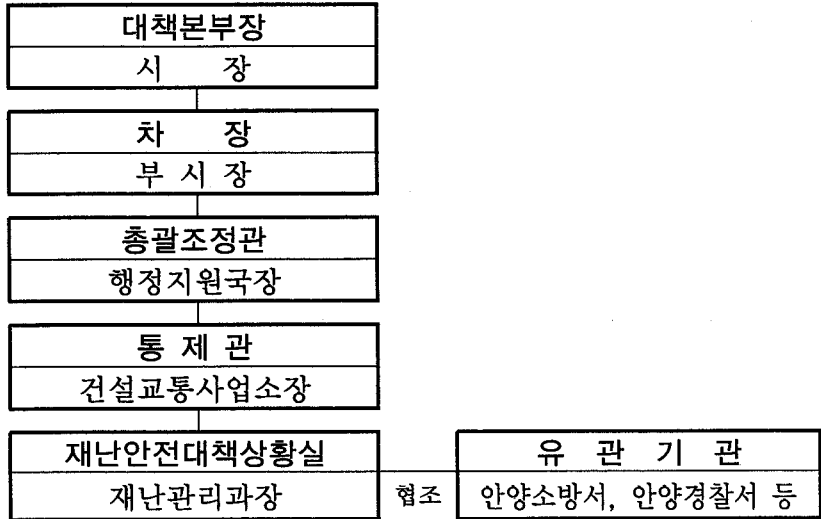 대책본부장
시 장
차 장
부 시 장
총괄조정관
행정지원국장
통 제 관
건설교통사업소장
재난안전대책상황실
유 관 기 관
재난관리과장
협조
안양소방서, 안양경찰서 등